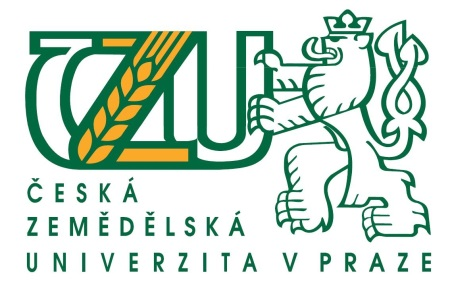 ČZU
ČESKÁ
ZEMĚDĚLSKÁ
UNIVERZITA V PRAZE